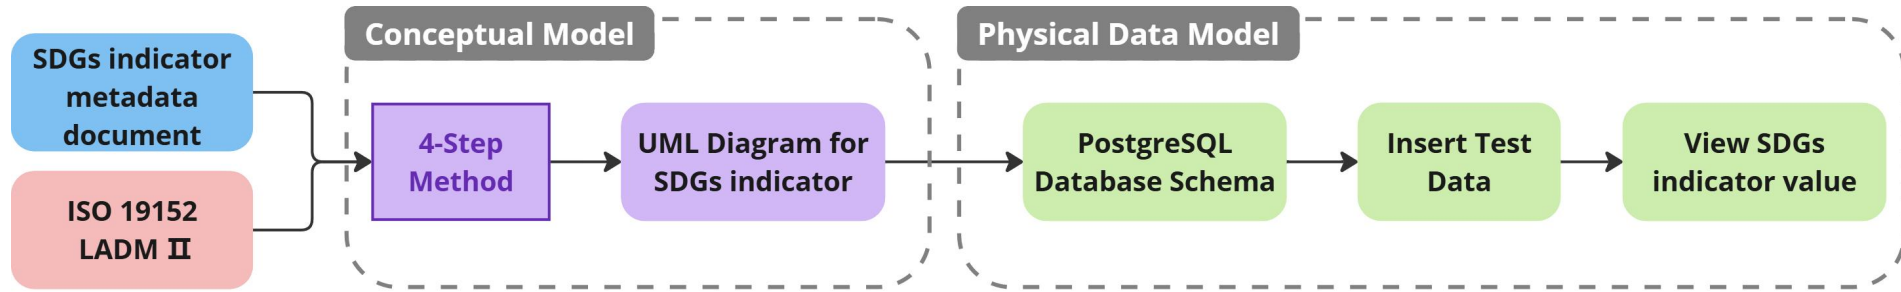 Conceptual Model
Physical Data Model
SDGs indicator
metadata
document
ISO 19152
LADM II
4-Step
Method
UML Diagram for
SDGs indicator
PostgreSQL
Database Schema
Insert Test
Data
View SDGs
indicator value